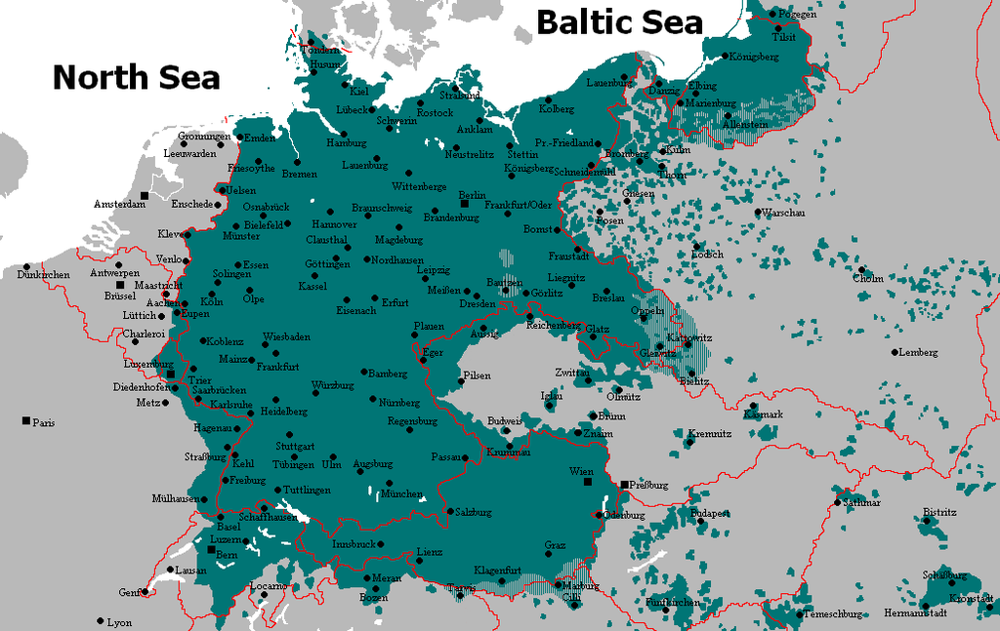 Baltic Sea
North Sea
Pogegen
Tilsit
Tondern
Husum
Königsberg
Kiel
Stralsund
Lauenburg
Danzig
Elbing
Marienburg
Lübeck
Schwerin
Rostock
Kolberg
Anklam
Allenstein
Gronningen
Emden
Leeuwarden
Hamburg
Pr.-Friedland
Bromberg
Kulm
Friesoythe
Bremen
Lauenburg
Neustrelitz
Stettin
Schneidemühl
Thorn
Wittenberge
Königsberg
Uelsen
Gnesen
Amsterdam
Enschede
Osnabrück
Braunschweig
Berlin
Frankfurt/Oder
Posen
Warschau
Bielefeld
Hannover
Brandenburg
Kleve
Münster
Clausthal
Magdeburg
Bomst
Venlo
Essen
Göttingen
Nordhausen
Fraustadt
Lodsch
Dünkirchen
Antwerpen
Solingen
Leipzig
Cholm
Maastricht
Kassel
Meißen
Bautzen
Liegnitz
Brüssel
Köln
Olpe
Dresden
Görlitz
Breslau
Aachen
Eisenach
Erfurt
Lüttich
Eupen
Oppeln
Charleroi
Plauen
Aussig
Reichenberg
Glatz
Koblenz
Wiesbaden
Kattowitz
Luxemburg
Mainz
Frankfurt
Eger
Gleiwitz
Lemberg
Trier
Bamberg
Pilsen
Zwittau
Bielitz
Diedenhofen
Saarbrücken
Würzburg
Olmütz
Metz
Karlsruhe
Heidelberg
Nürnberg
Iglau
Käsmark
Paris
Hagenau
Regensburg
Budweis
Brünn
Znaim
Kremnitz
Stuttgart
Krummau
Straßburg
Kehl
Tübingen
Ulm
Augsburg
Passau
Wien
Freiburg
Tuttlingen
München
Preßburg
Mülhausen
Schaffhausen
Salzburg
Ödenburg
Budapest
Sathmar
Bistritz
Basel
Luzern
Bern
Innsbruck
Lienz
Graz
Lausan
Klagenfurt
Genf
Locarno
Meran
Bozen
Tarvis
Marburg
Cilli
Schäßburg
Kronstadt
Fünfkirchen
Temeschburg
Hermannstadt
Lyon